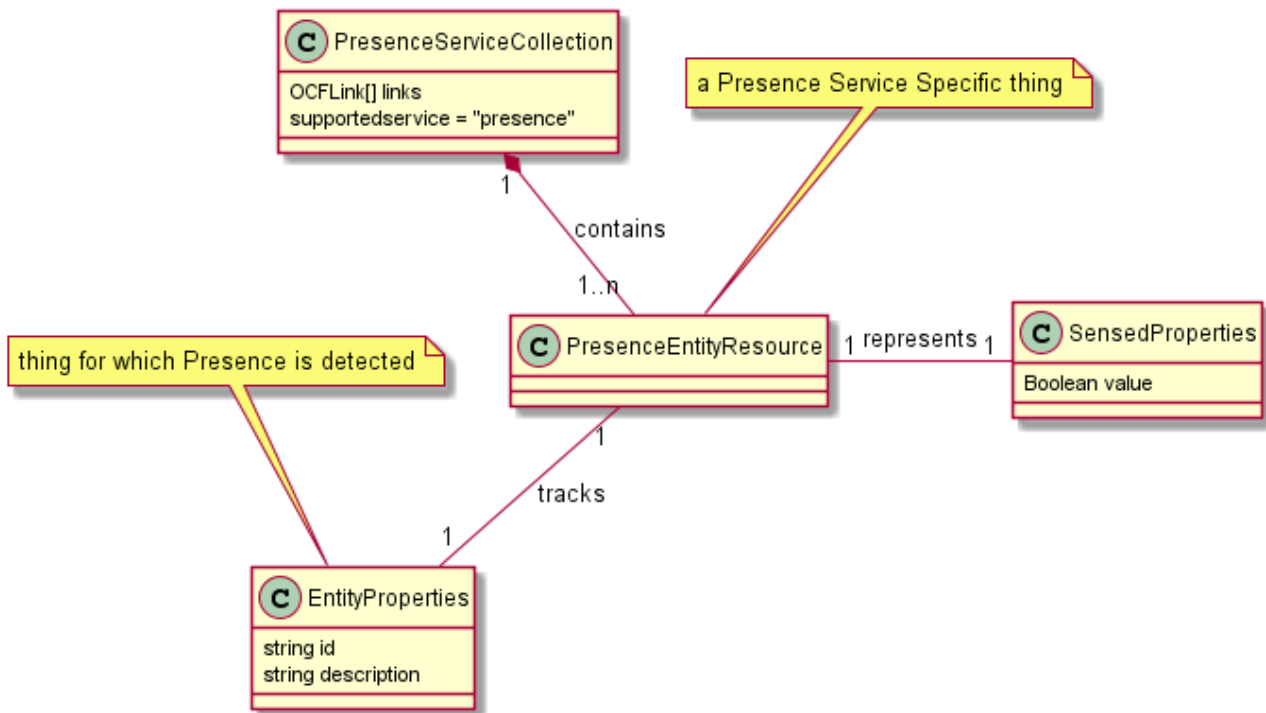 C PresenceServiceCollection
OCFLink[] links
supportedservice = "presence"
a Presence Service Specific thing
1
contains
1..n
thing for which Presence is detected
C PresenceEntityResource
1 represents 1
C SensedProperties
Boolean value
1
tracks
1
C EntityProperties
string id
string description